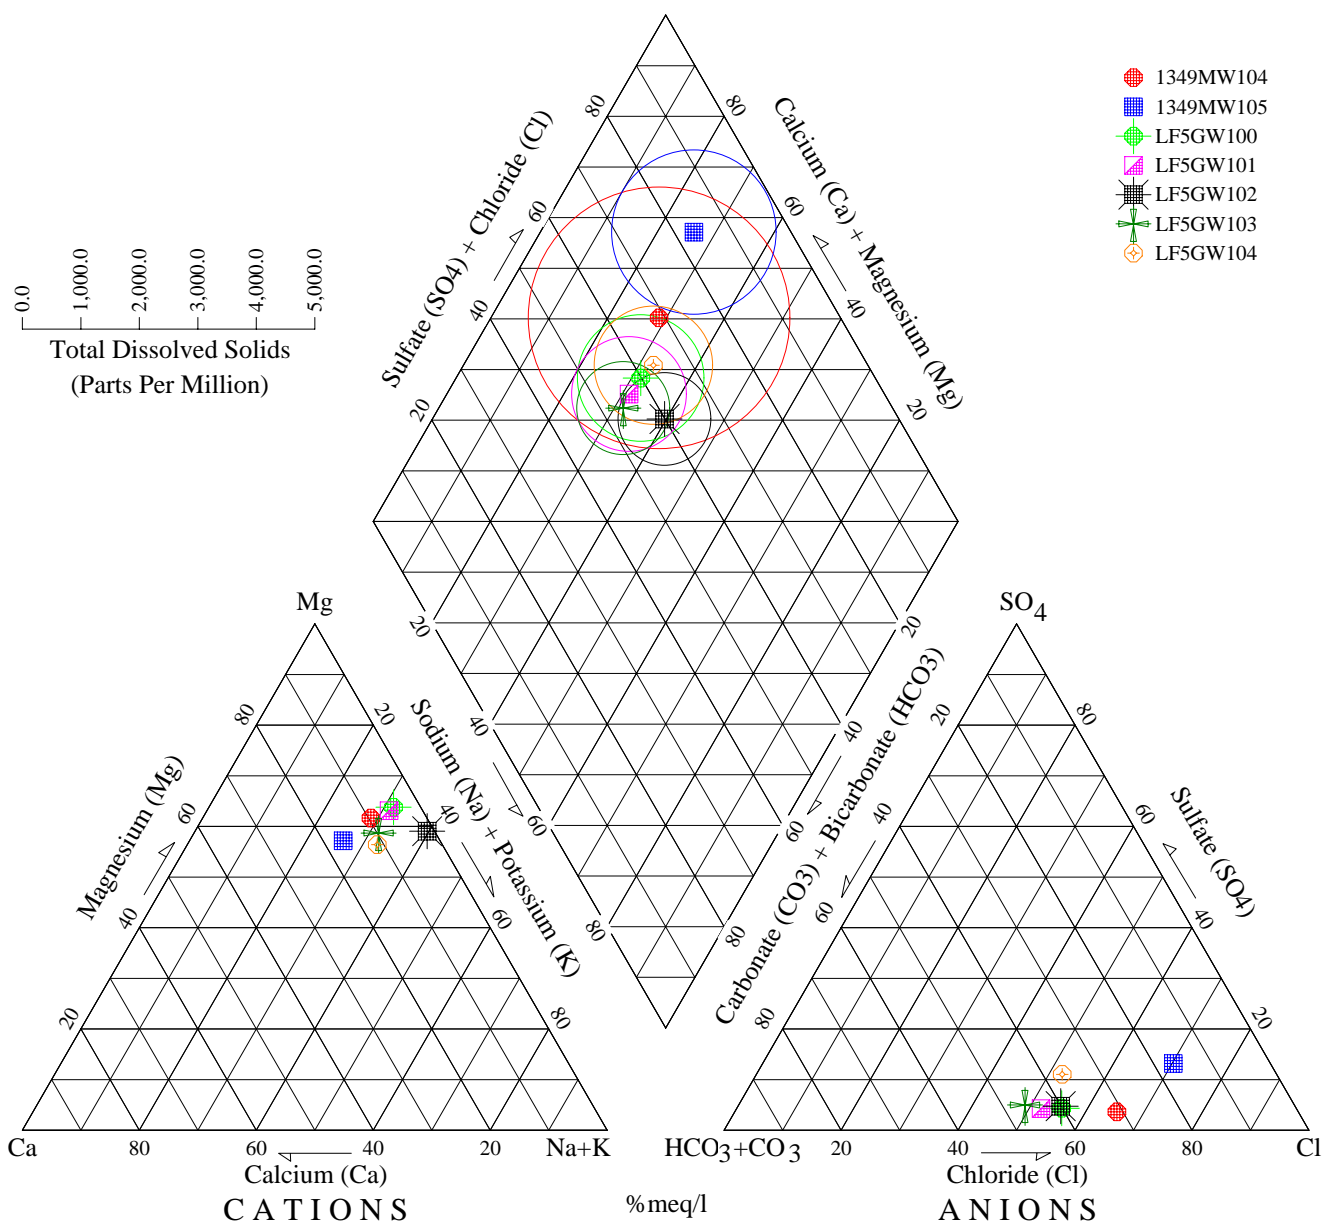 1349MW104
1349MW105
LF5GW100
LF5GW101
LF5GW102
LF5GW103
LF5GW104
0.0 1,000.0 2,000.0 3,000.0 4,000.0 5,000.0
Total Dissolved Solids
(Parts Per Million)
Sulfate (SO4) + Chloride (Cl)
80
60
40
20
Calcium (Ca) + Magnesium (Mg)
80
60
40
20
Sodium (Na) + Potassium (K)
20
40
60
80
Carbonate (CO3) + Bicarbonate (HCO3)
20
40
60
80
Mg
Magnesium (Mg)
80
60
40
20
20
40
60
80
Ca 80 60 40 20 Na+K
Calcium (Ca)
CATIONS
%meq/l
SO4
20
40
60
80
Sulfate (SO4)
80
60
40
20
HCO3+CO3 20 40 60 80 Cl
Chloride (Cl)
ANIONS